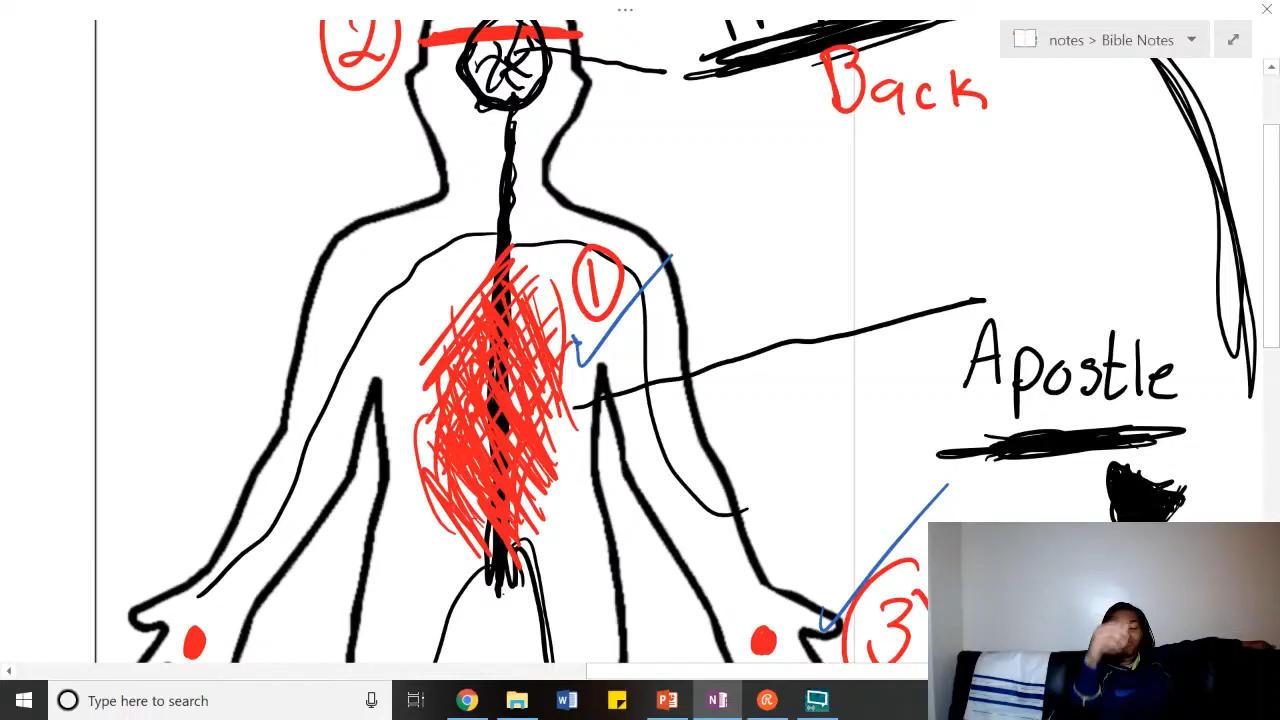 2
notes > Bible Notes
Back
1
Apostle
3
Type here to search